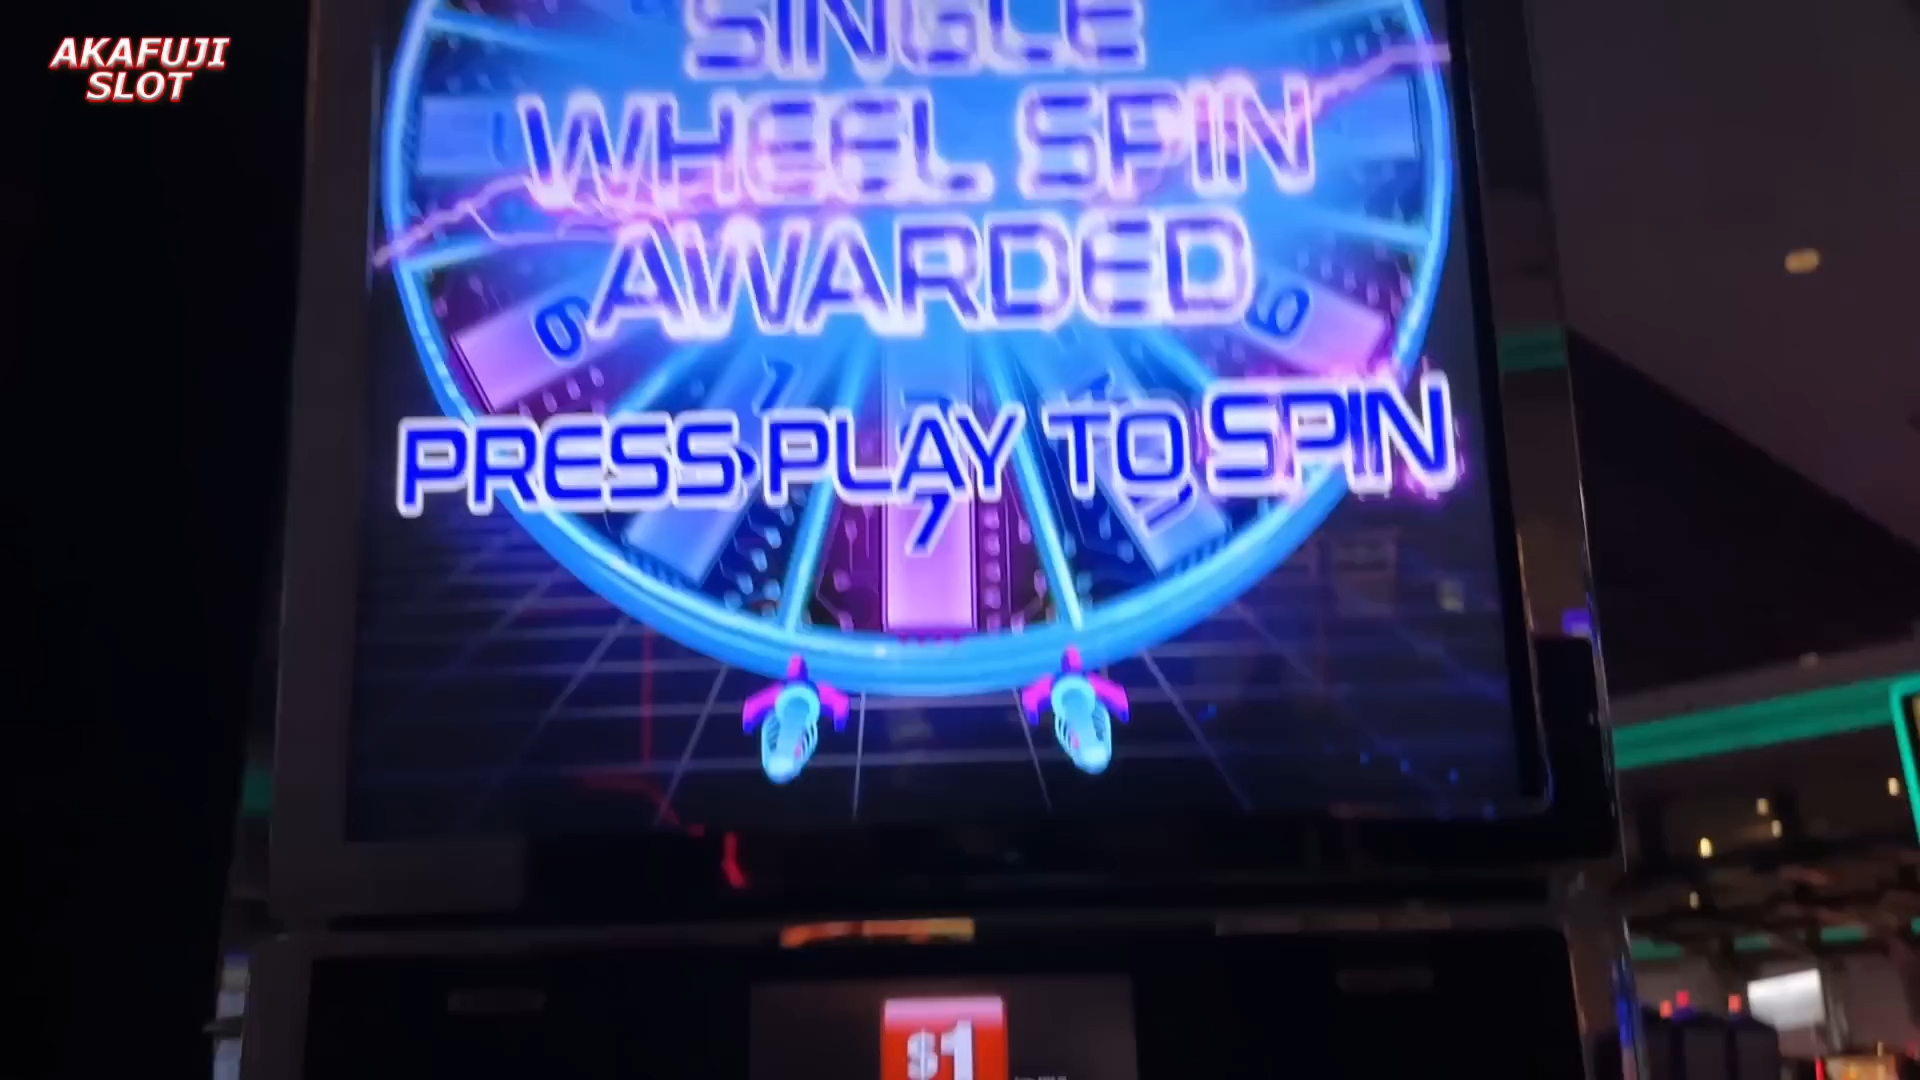 AKAFUJI
SLOT
SINGLE
WHEEL SPIN
AWARDED
PRESS PLAY TO SPIN
$1